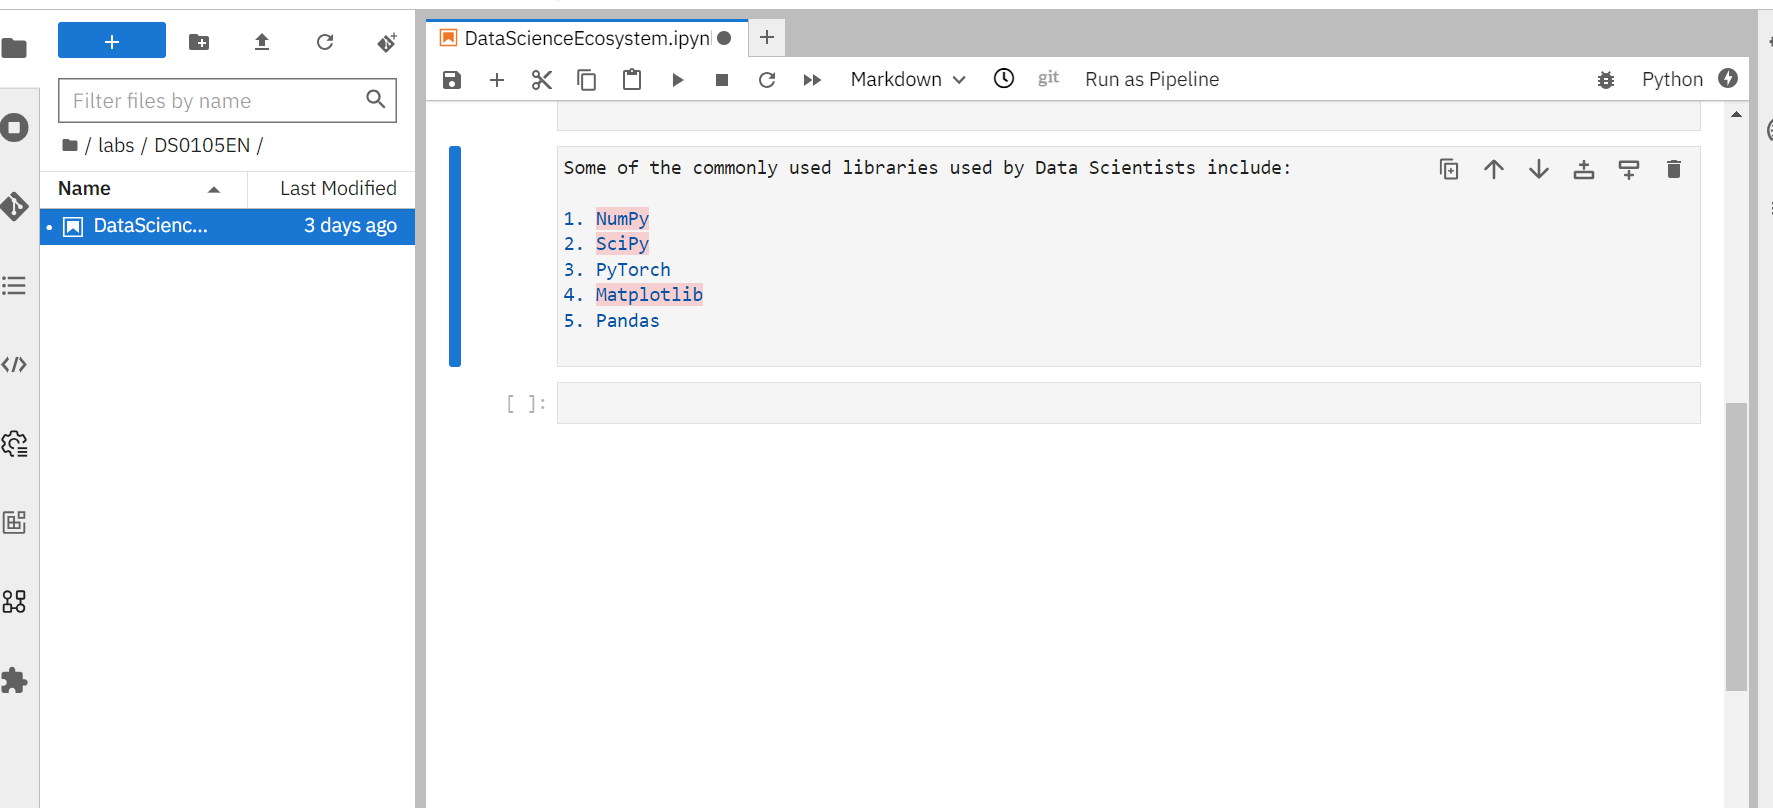 DataScienceEcosystem.ipyn
Filter files by name
Markdown
git
Run as Pipeline
Python
/ labs / DS0105EN /
Name
Last Modified
DataScienc...
3 days ago
Some of the commonly used libraries used by Data Scientists include:
1. NumPy
2. SciPy
3. PyTorch
4. Matplotlib
5. Pandas
[ ]: